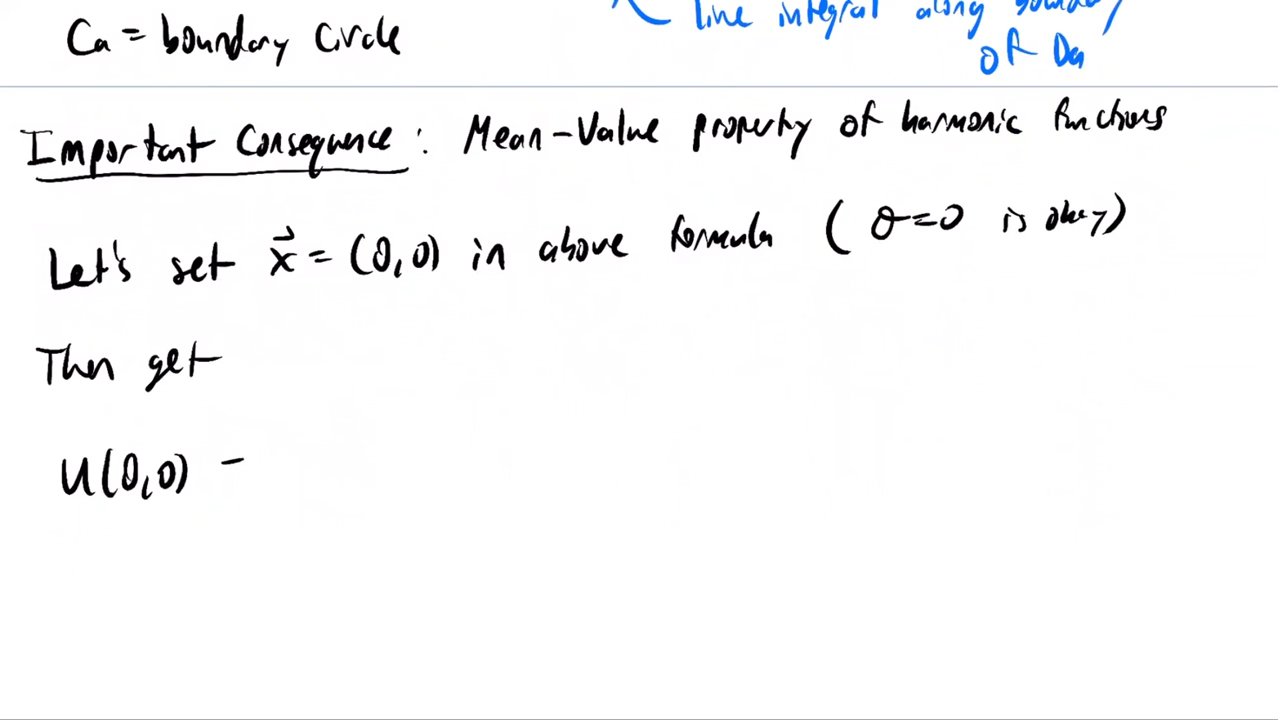 line integral along boundary
Ca = boundary circle
of Da
Important Consequence : Mean-Value property of harmonic functions
Let's set x⃗ = (0,0) in above formula ( θ=0 is okay)
Then get
U(0,0) -